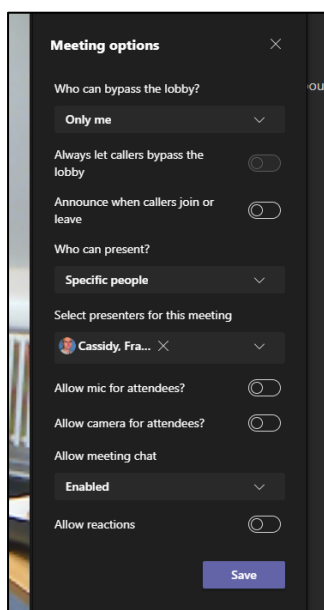 Meeting options
Who can bypass the lobby?
Only me
Always let callers bypass the
lobby
Announce when callers join or
leave
Who can present?
Specific people
Select presenters for this meeting
Cassidy, Fra...
Allow mic for attendees?
Allow camera for attendees?
Allow meeting chat
Enabled
Allow reactions
Save